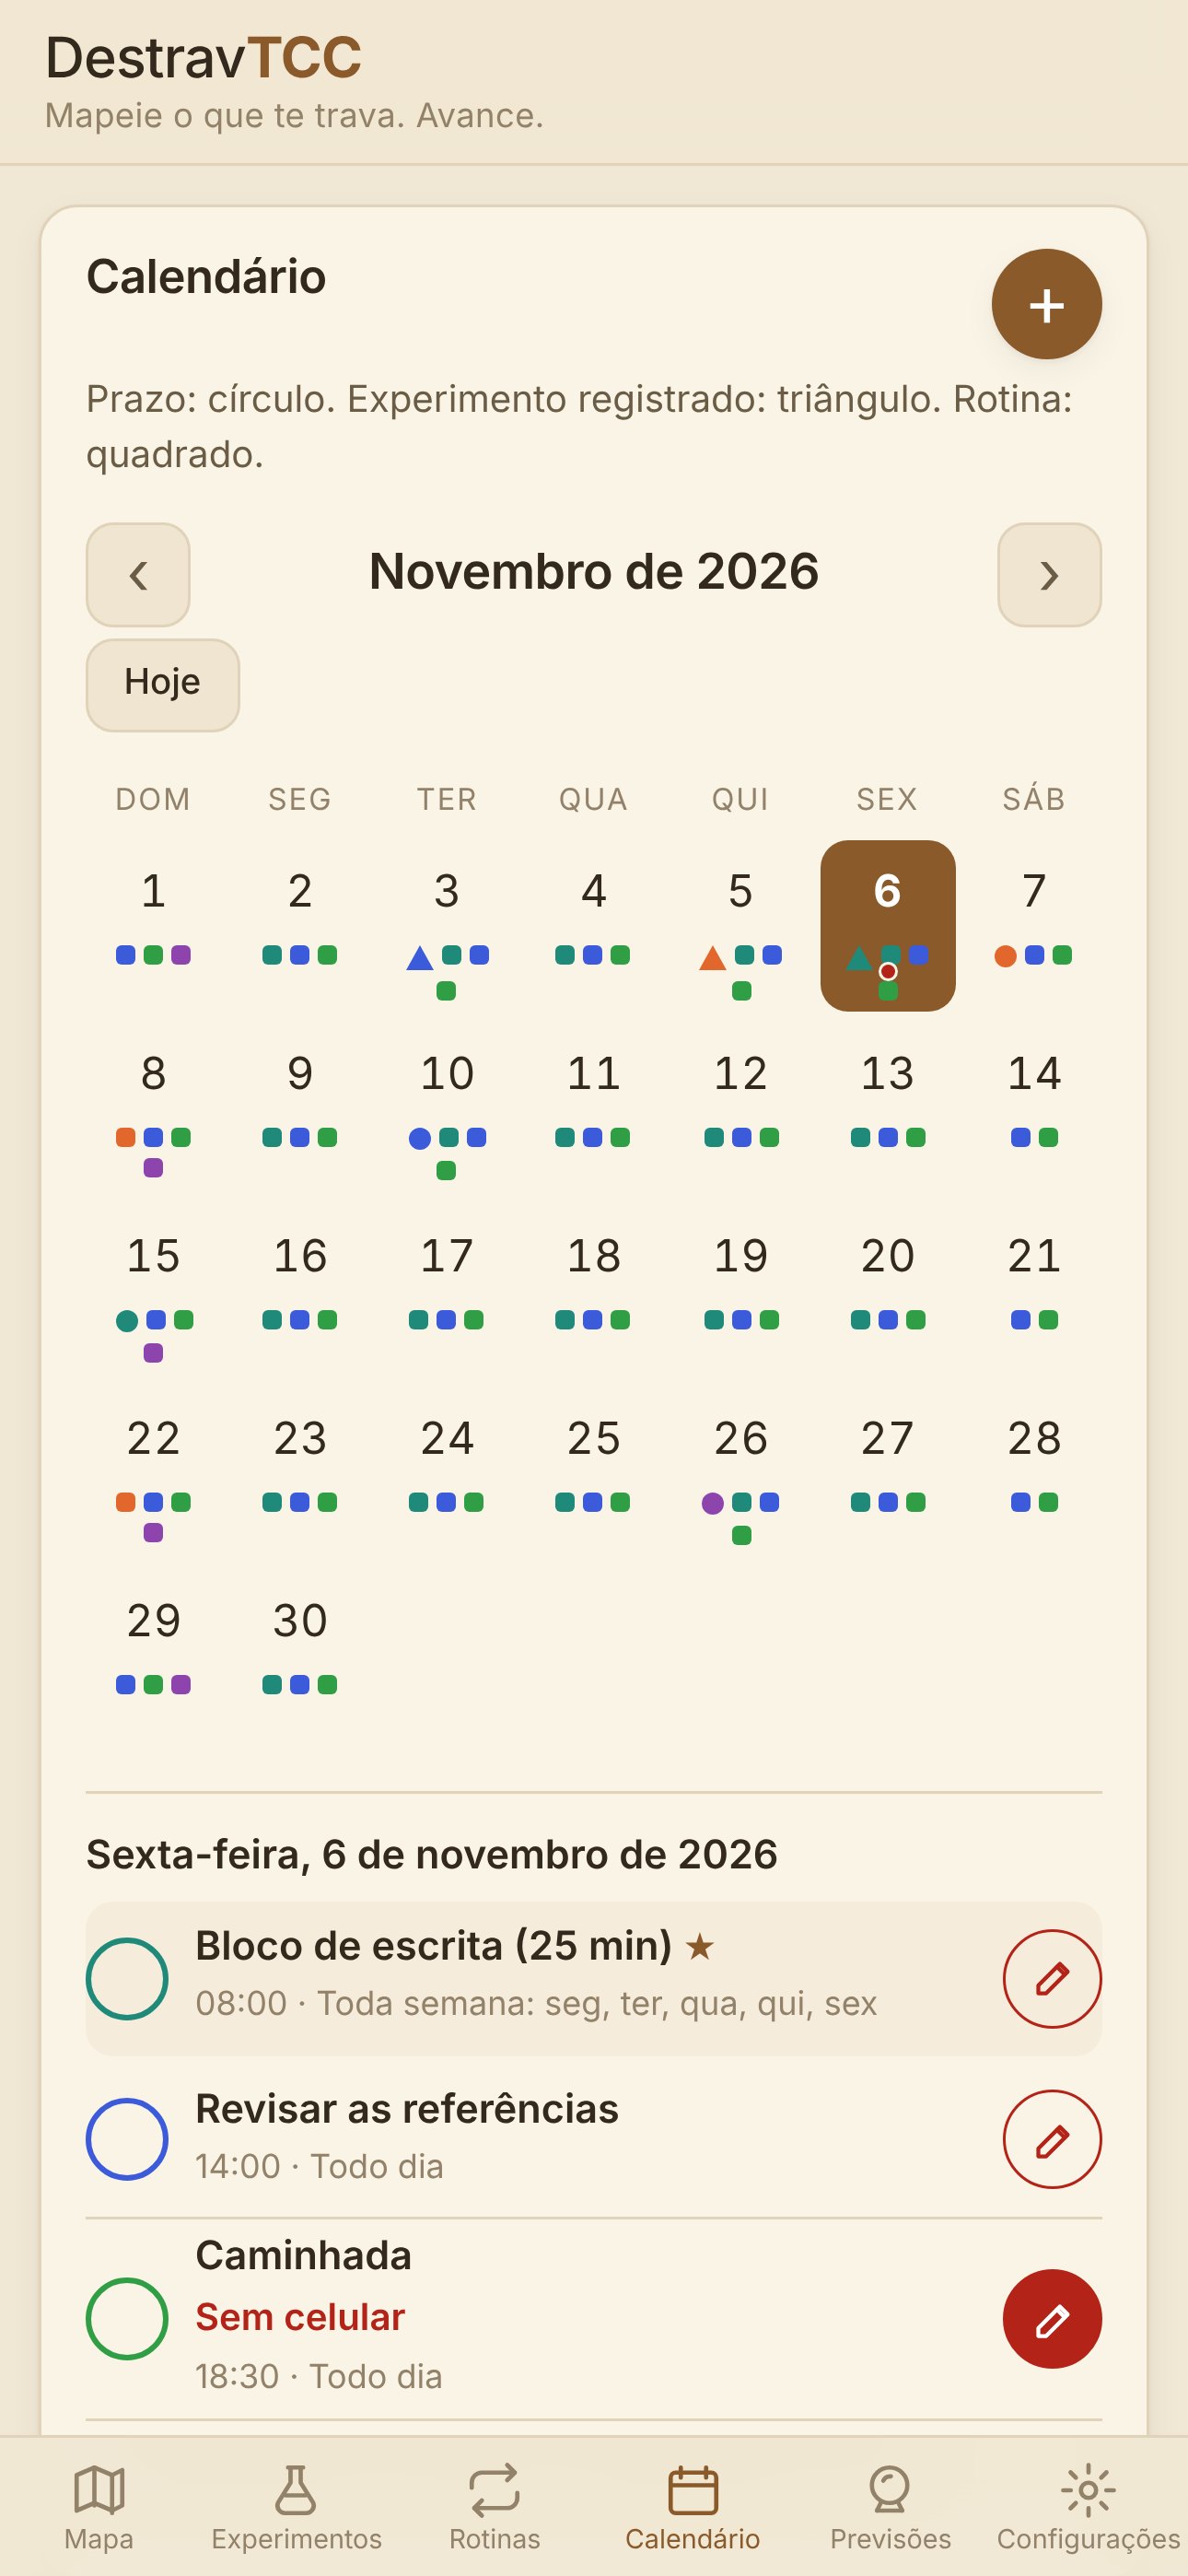 DestravTCC
Mapeie o que te trava. Avance.
Calendário
+
Prazo: círculo. Experimento registrado: triângulo. Rotina:
quadrado.
‹ Novembro de 2026 ›
Hoje
DOM SEG TER QUA QUI SEX SÁB
1 2 3 4 5 6 7
8 9 10 11 12 13 14
15 16 17 18 19 20 21
22 23 24 25 26 27 28
29 30
Sexta-feira, 6 de novembro de 2026
Bloco de escrita (25 min) ★
08:00 · Toda semana: seg, ter, qua, qui, sex
Revisar as referências
14:00 · Todo dia
Caminhada
Sem celular
18:30 · Todo dia
Mapa Experimentos Rotinas Calendário Previsões Configurações